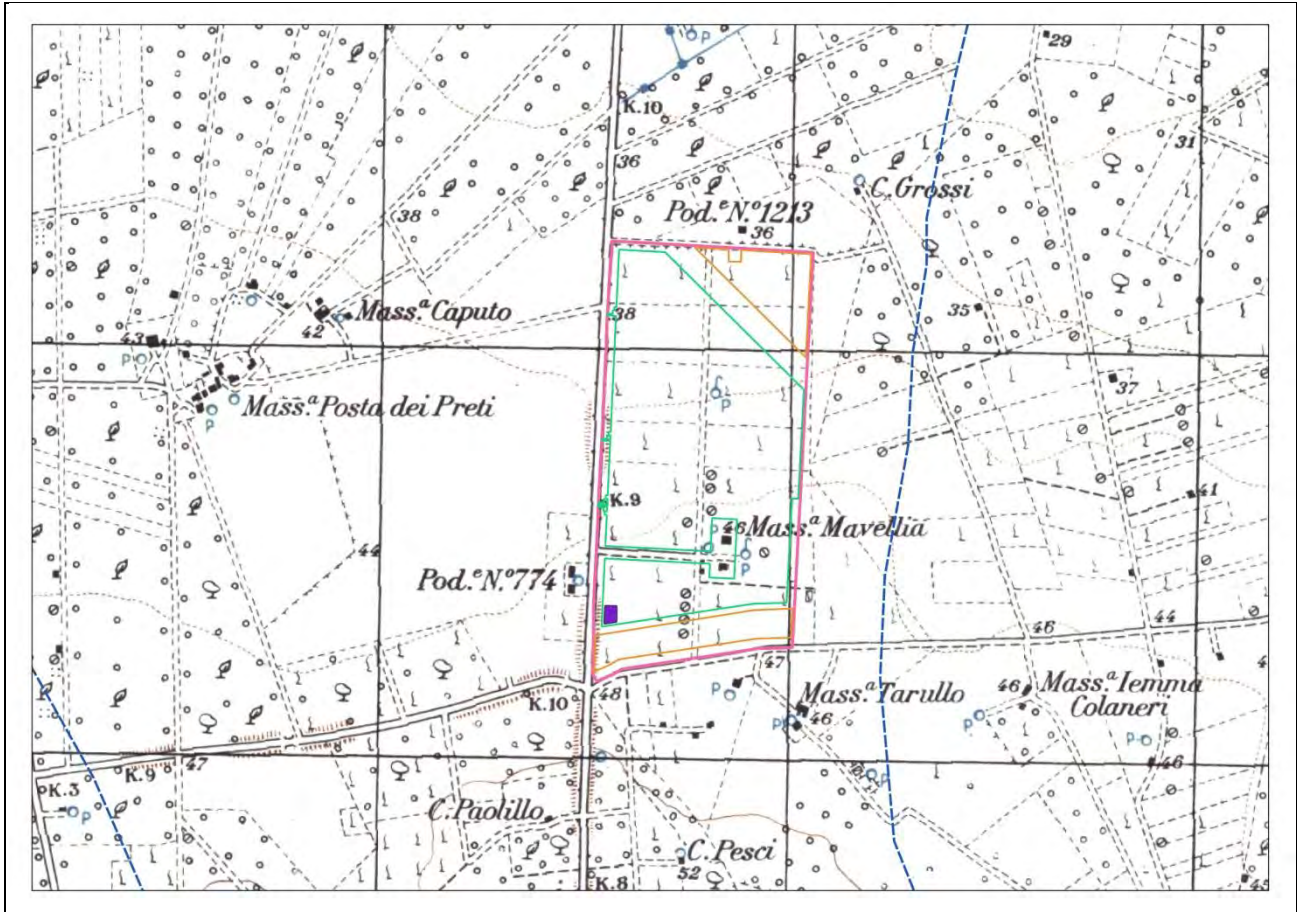 P
29
K.10
36
31
C. Grossi
38
Pod.e N.o 1213
36
38
Mass.a Caputo
42
43
P
35
37
Mass.a Posta dei Preti
P
P
K.9
41
46 Mass.a Mavellia
P
P
44
Pod.e N.o 774
46
44
47
48
K.10
P
Mass.a Tarullo
46
P
46 Mass.a Iemma
Colaneri
P
P
46
K.9
47
K.3
P
P
P
C. Paolillo
C. Pesci
52
K.8
45